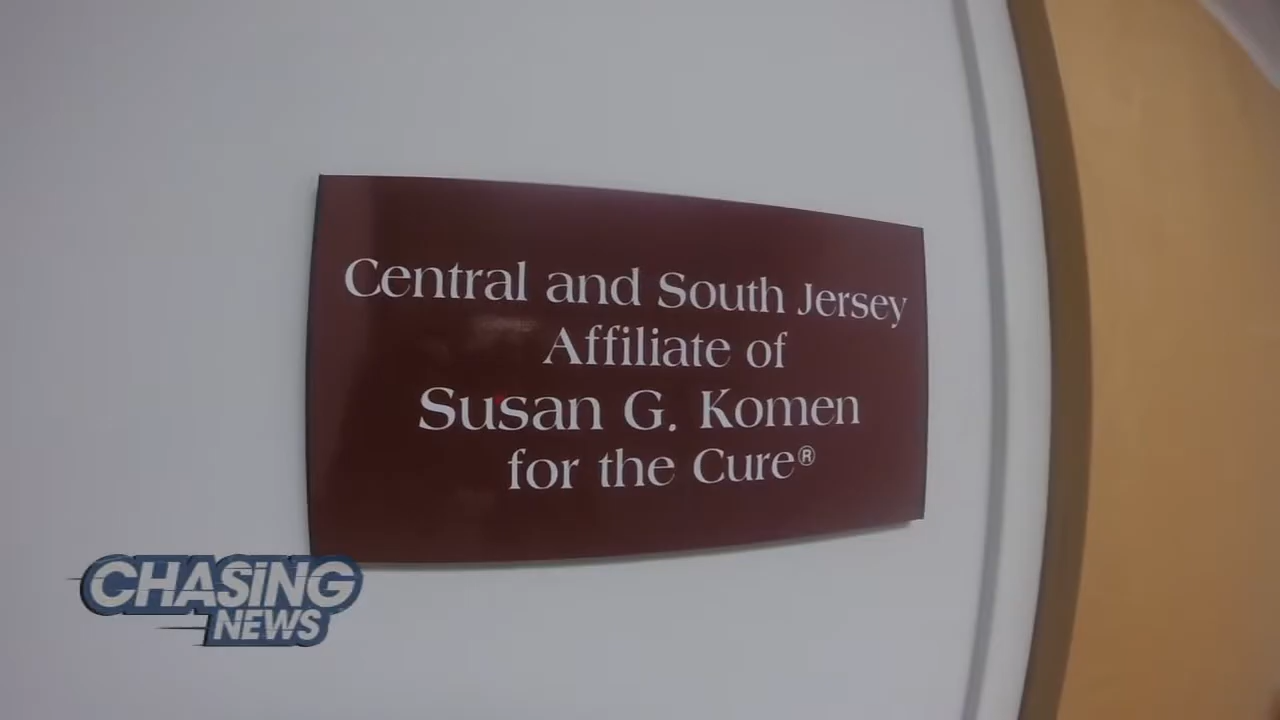 Central and South Jersey
Affiliate of
Susan G. Komen
for the Cure®
CHASiNG
NEWS